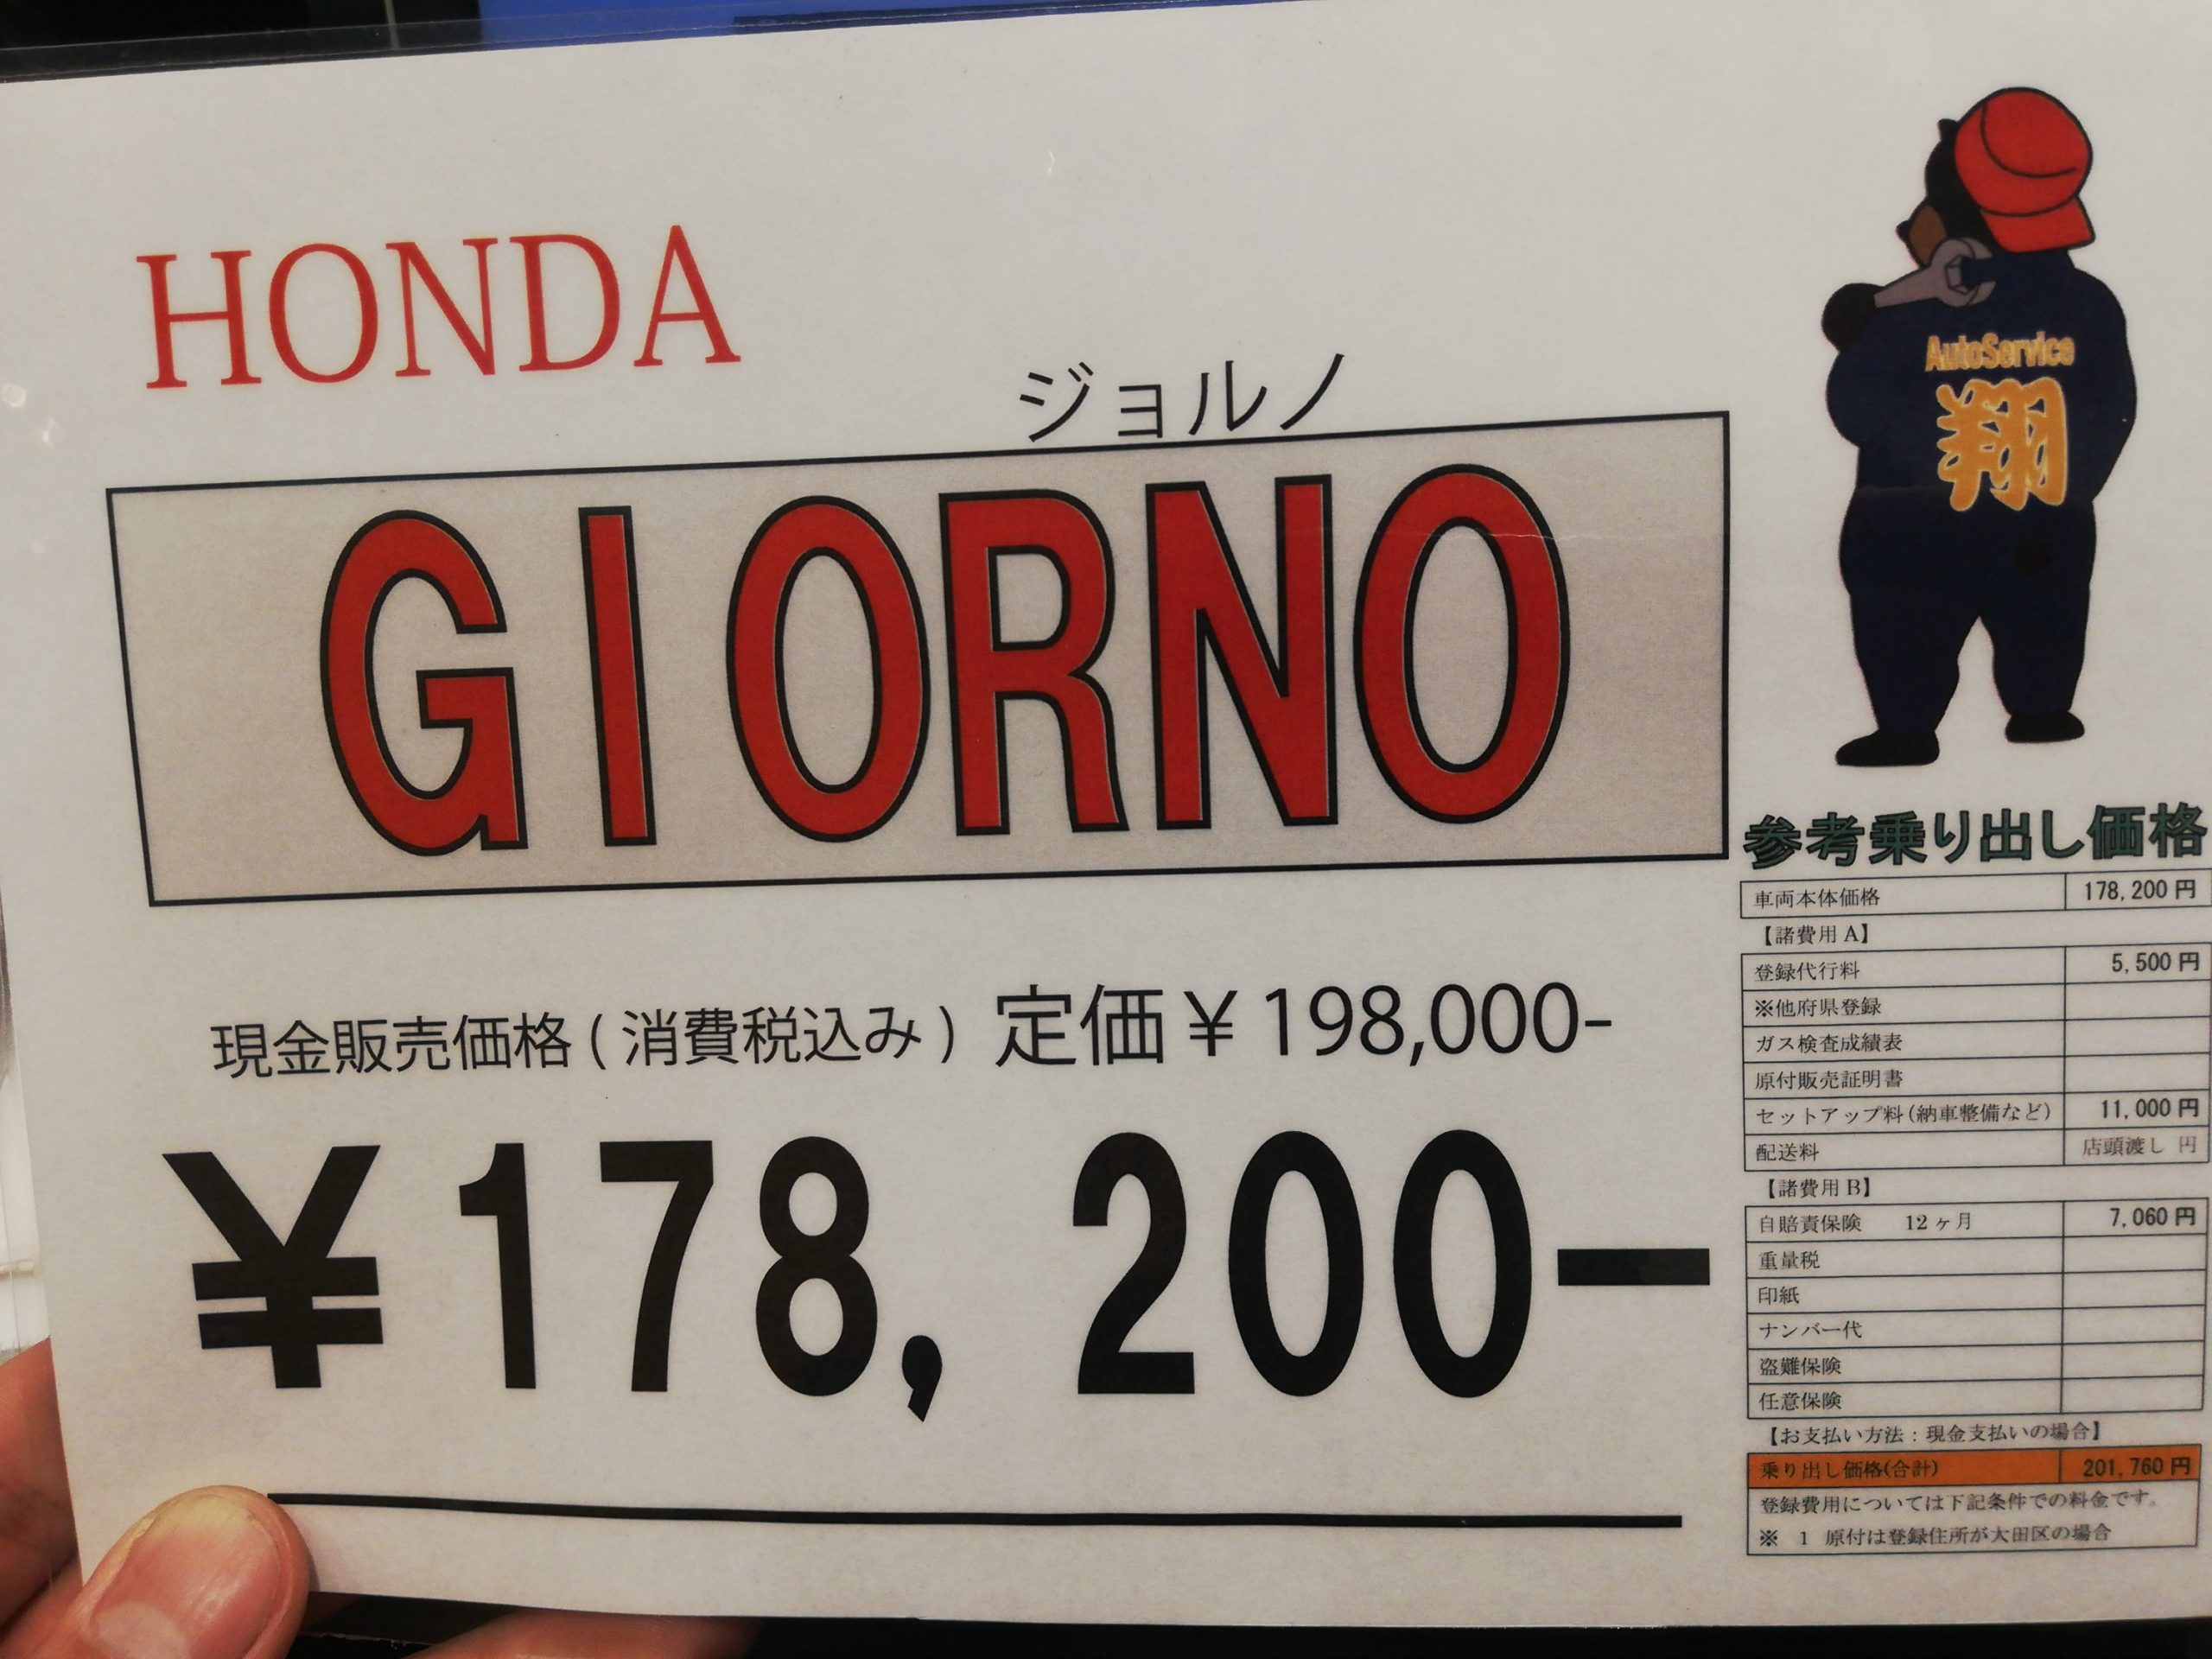 HONDA
ジョルノ
GIORNO
現金販売価格(消費税込み) 定価¥198,000-
¥178,200-
AutoService
翔
参考乗り出し価格
車両本体価格 178,200円
【諸費用A】
登録代行料 5,500円
※他府県登録
ガス検査成績表
原付販売証明書
セットアップ料(納車整備など) 11,000円
配送料 店頭渡し 円
【諸費用B】
自賠責保険 12ヶ月 7,060円
重量税
印紙
ナンバー代
盗難保険
任意保険
【お支払い方法:現金支払いの場合】
乗り出し価格(合計) 201,760円
登録費用については下記条件での料金です。
※ 1 原付は登録住所が大田区の場合